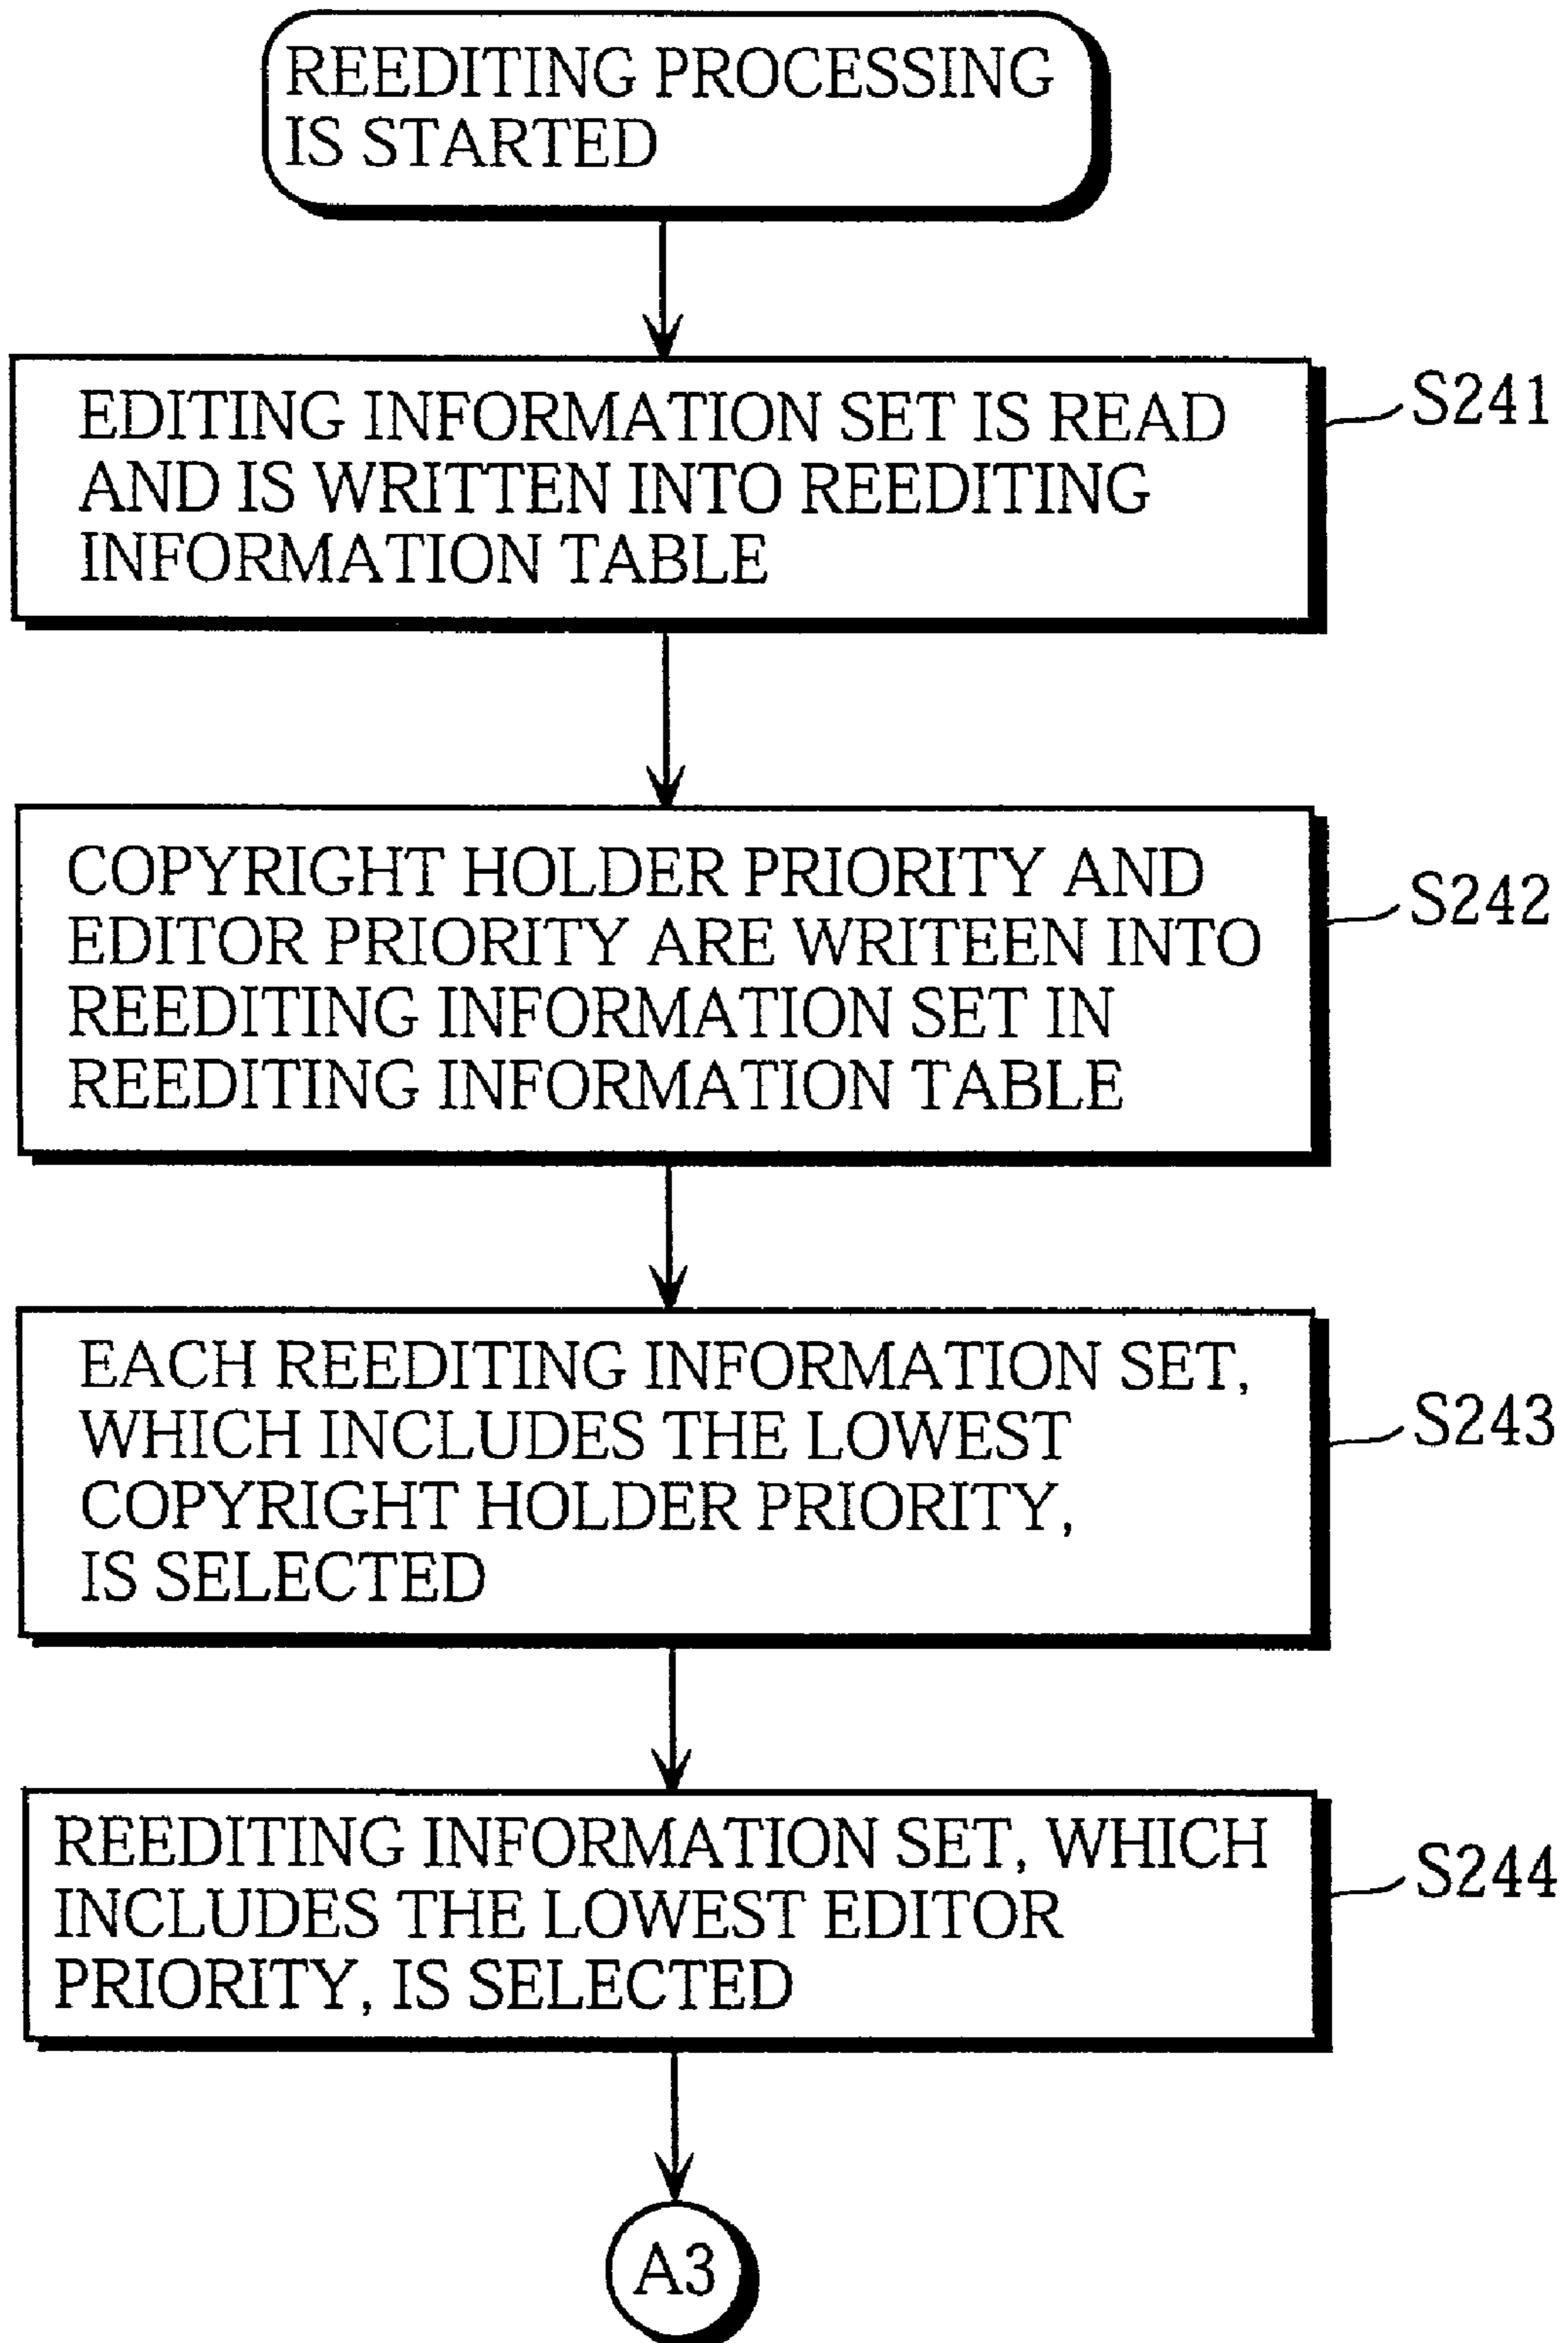 REEDITING PROCESSING
IS STARTED
EDITING INFORMATION SET IS READ
AND IS WRITTEN INTO REEDITING
INFORMATION TABLE
S241
COPYRIGHT HOLDER PRIORITY AND
EDITOR PRIORITY ARE WRITEEN INTO
REEDITING INFORMATION SET IN
REEDITING INFORMATION TABLE
S242
EACH REEDITING INFORMATION SET,
WHICH INCLUDES THE LOWEST
COPYRIGHT HOLDER PRIORITY,
IS SELECTED
S243
REEDITING INFORMATION SET, WHICH
INCLUDES THE LOWEST EDITOR
PRIORITY, IS SELECTED
S244
A3